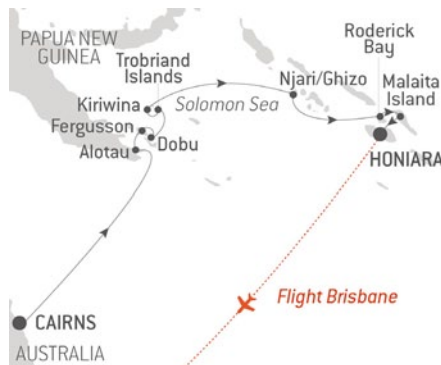 PAPUA NEW
GUINEA
Trobriand
Islands
Roderick
Bay
Kiriwina
Solomon Sea
Njari/Ghizo
Malaita
Island
Fergusson
Alotau
Dobu
HONIARA
Flight Brisbane
CAIRNS
AUSTRALIA